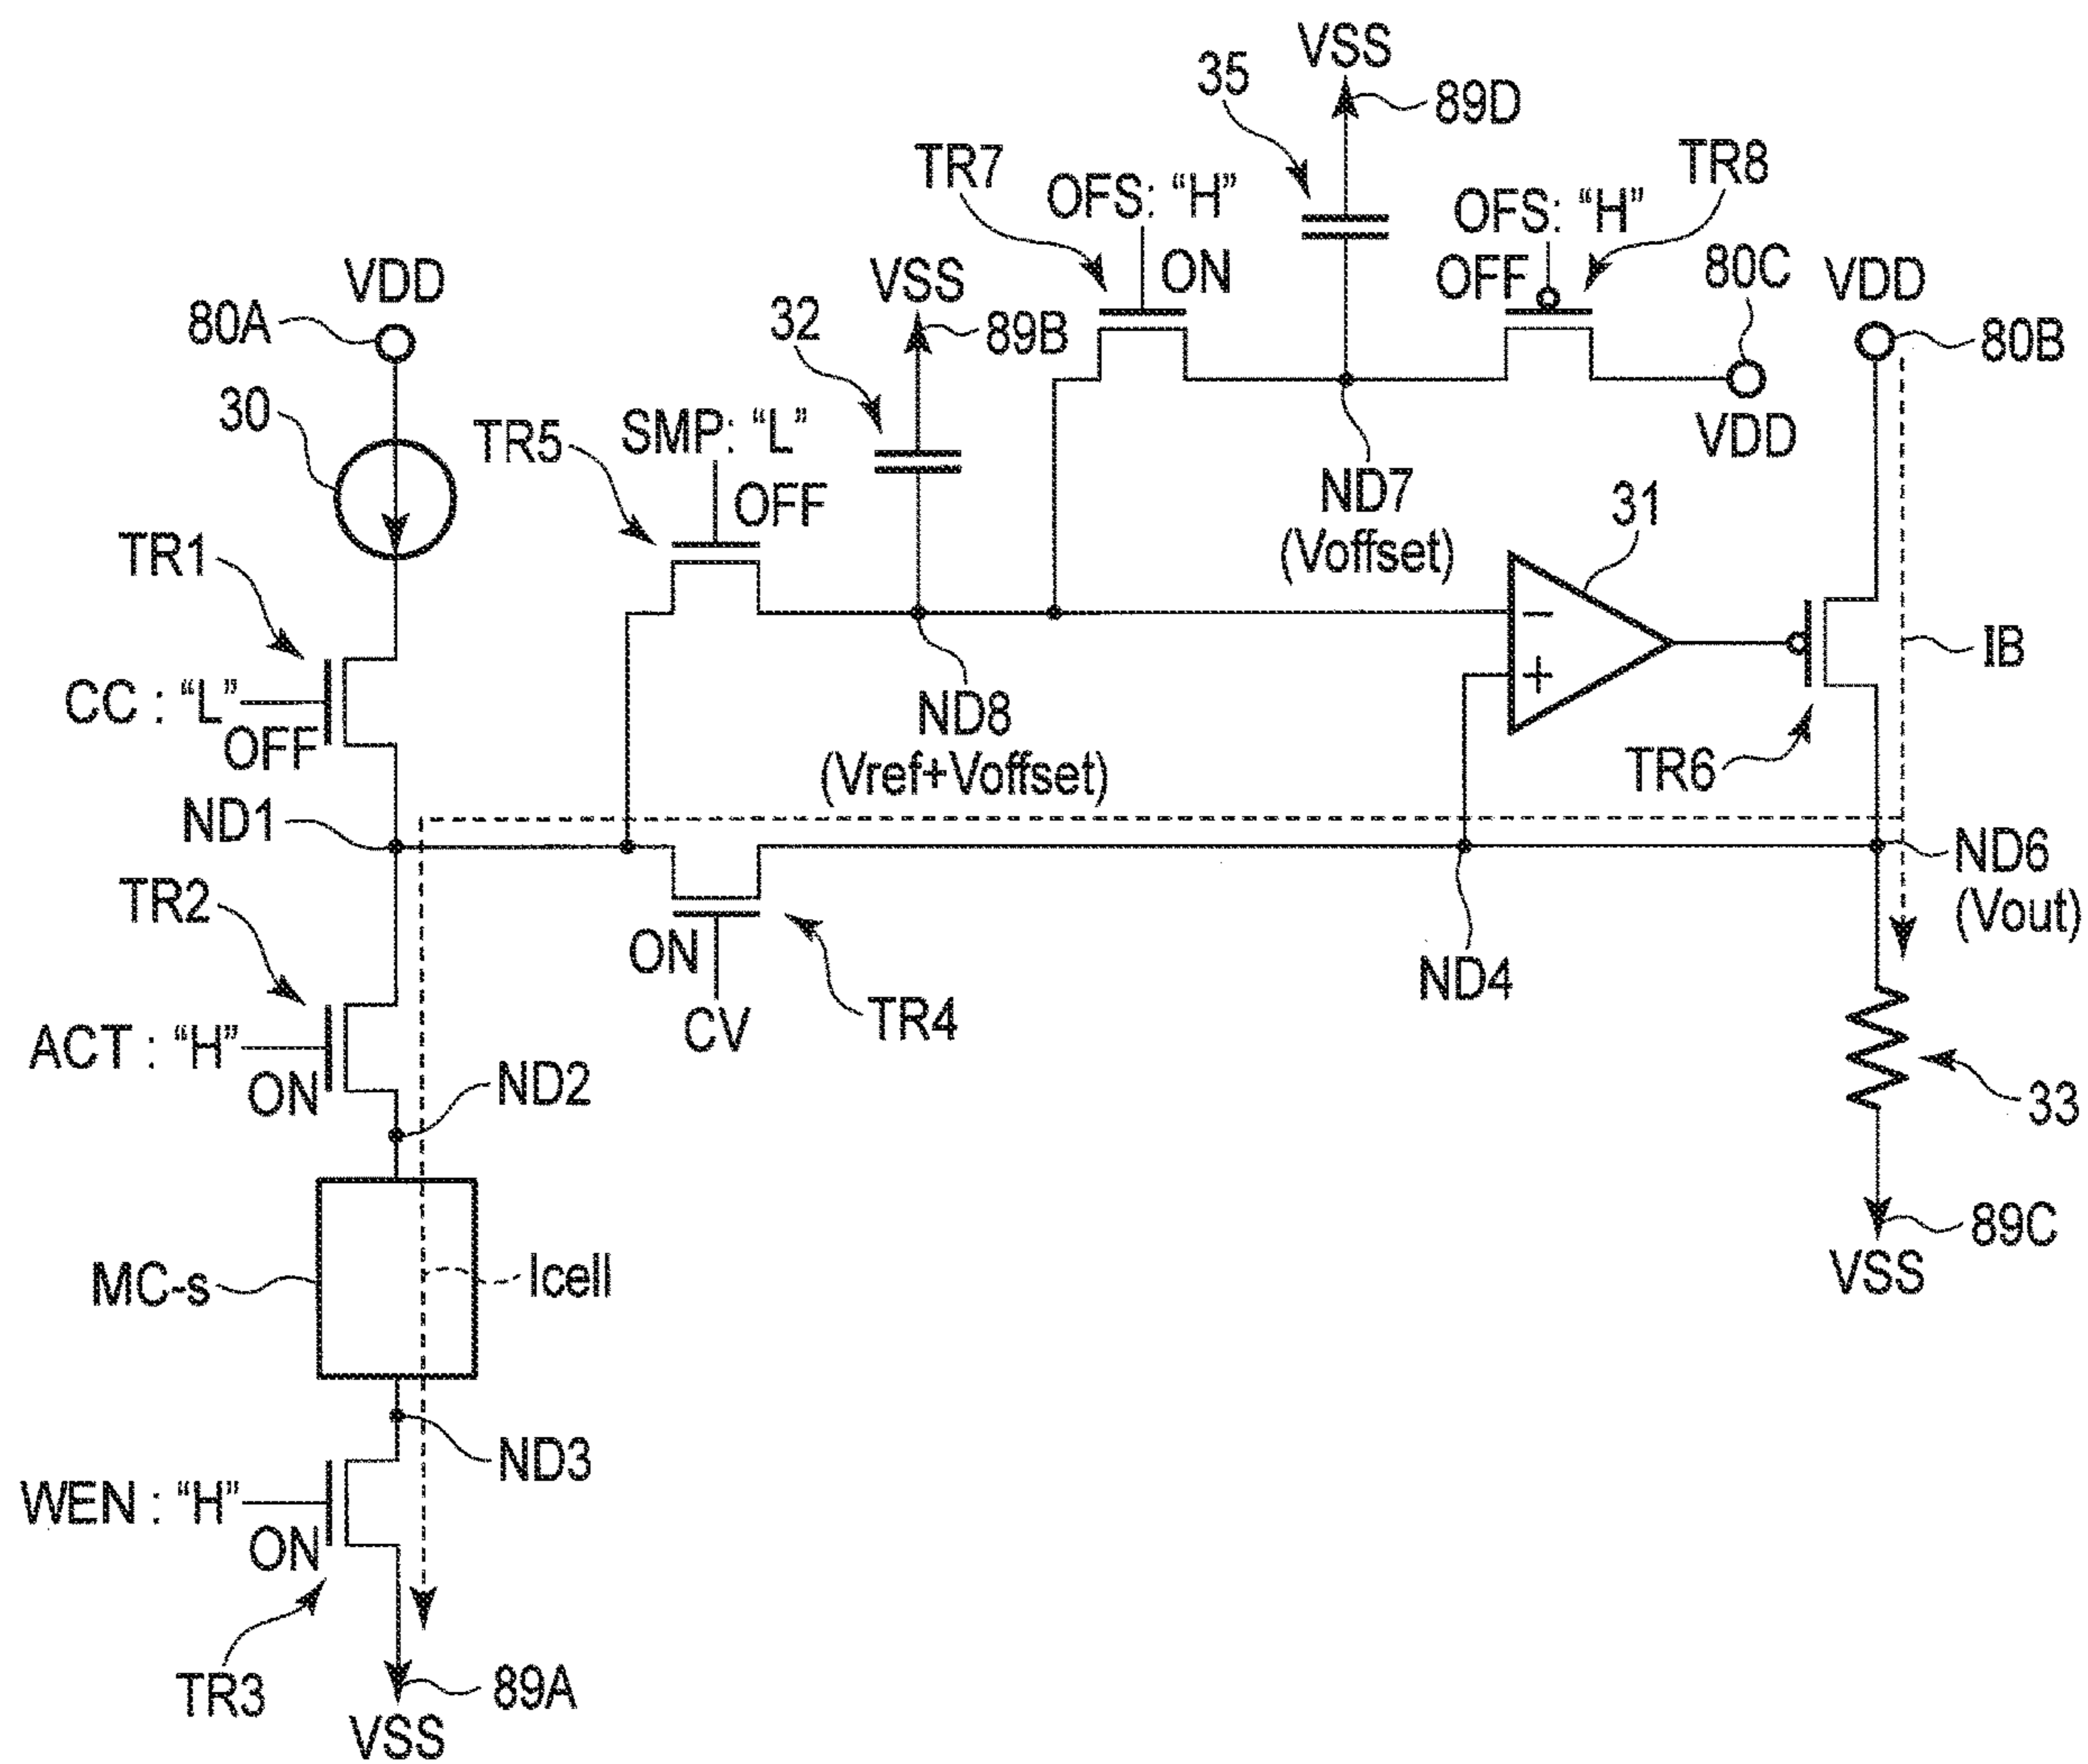 VSS
35
89D
TR7
TR8
OFS: “H”
OFS: “H”
ON
OFF
80C
VDD
VDD
VSS
80A
32
89B
80B
VDD
30
SMP: “L”
TR5
OFF
ND7
(Voffset)
31
TR1
IB
CC : “L”
OFF
ND8
(Vref+Voffset)
−
+
TR6
ND1
ND6
(Vout)
TR2
ON
ND4
TR4
CV
ACT : “H”
ON
ND2
33
MC-s
Icell
89C
VSS
ND3
WEN : “H”
ON
TR3
89A
VSS